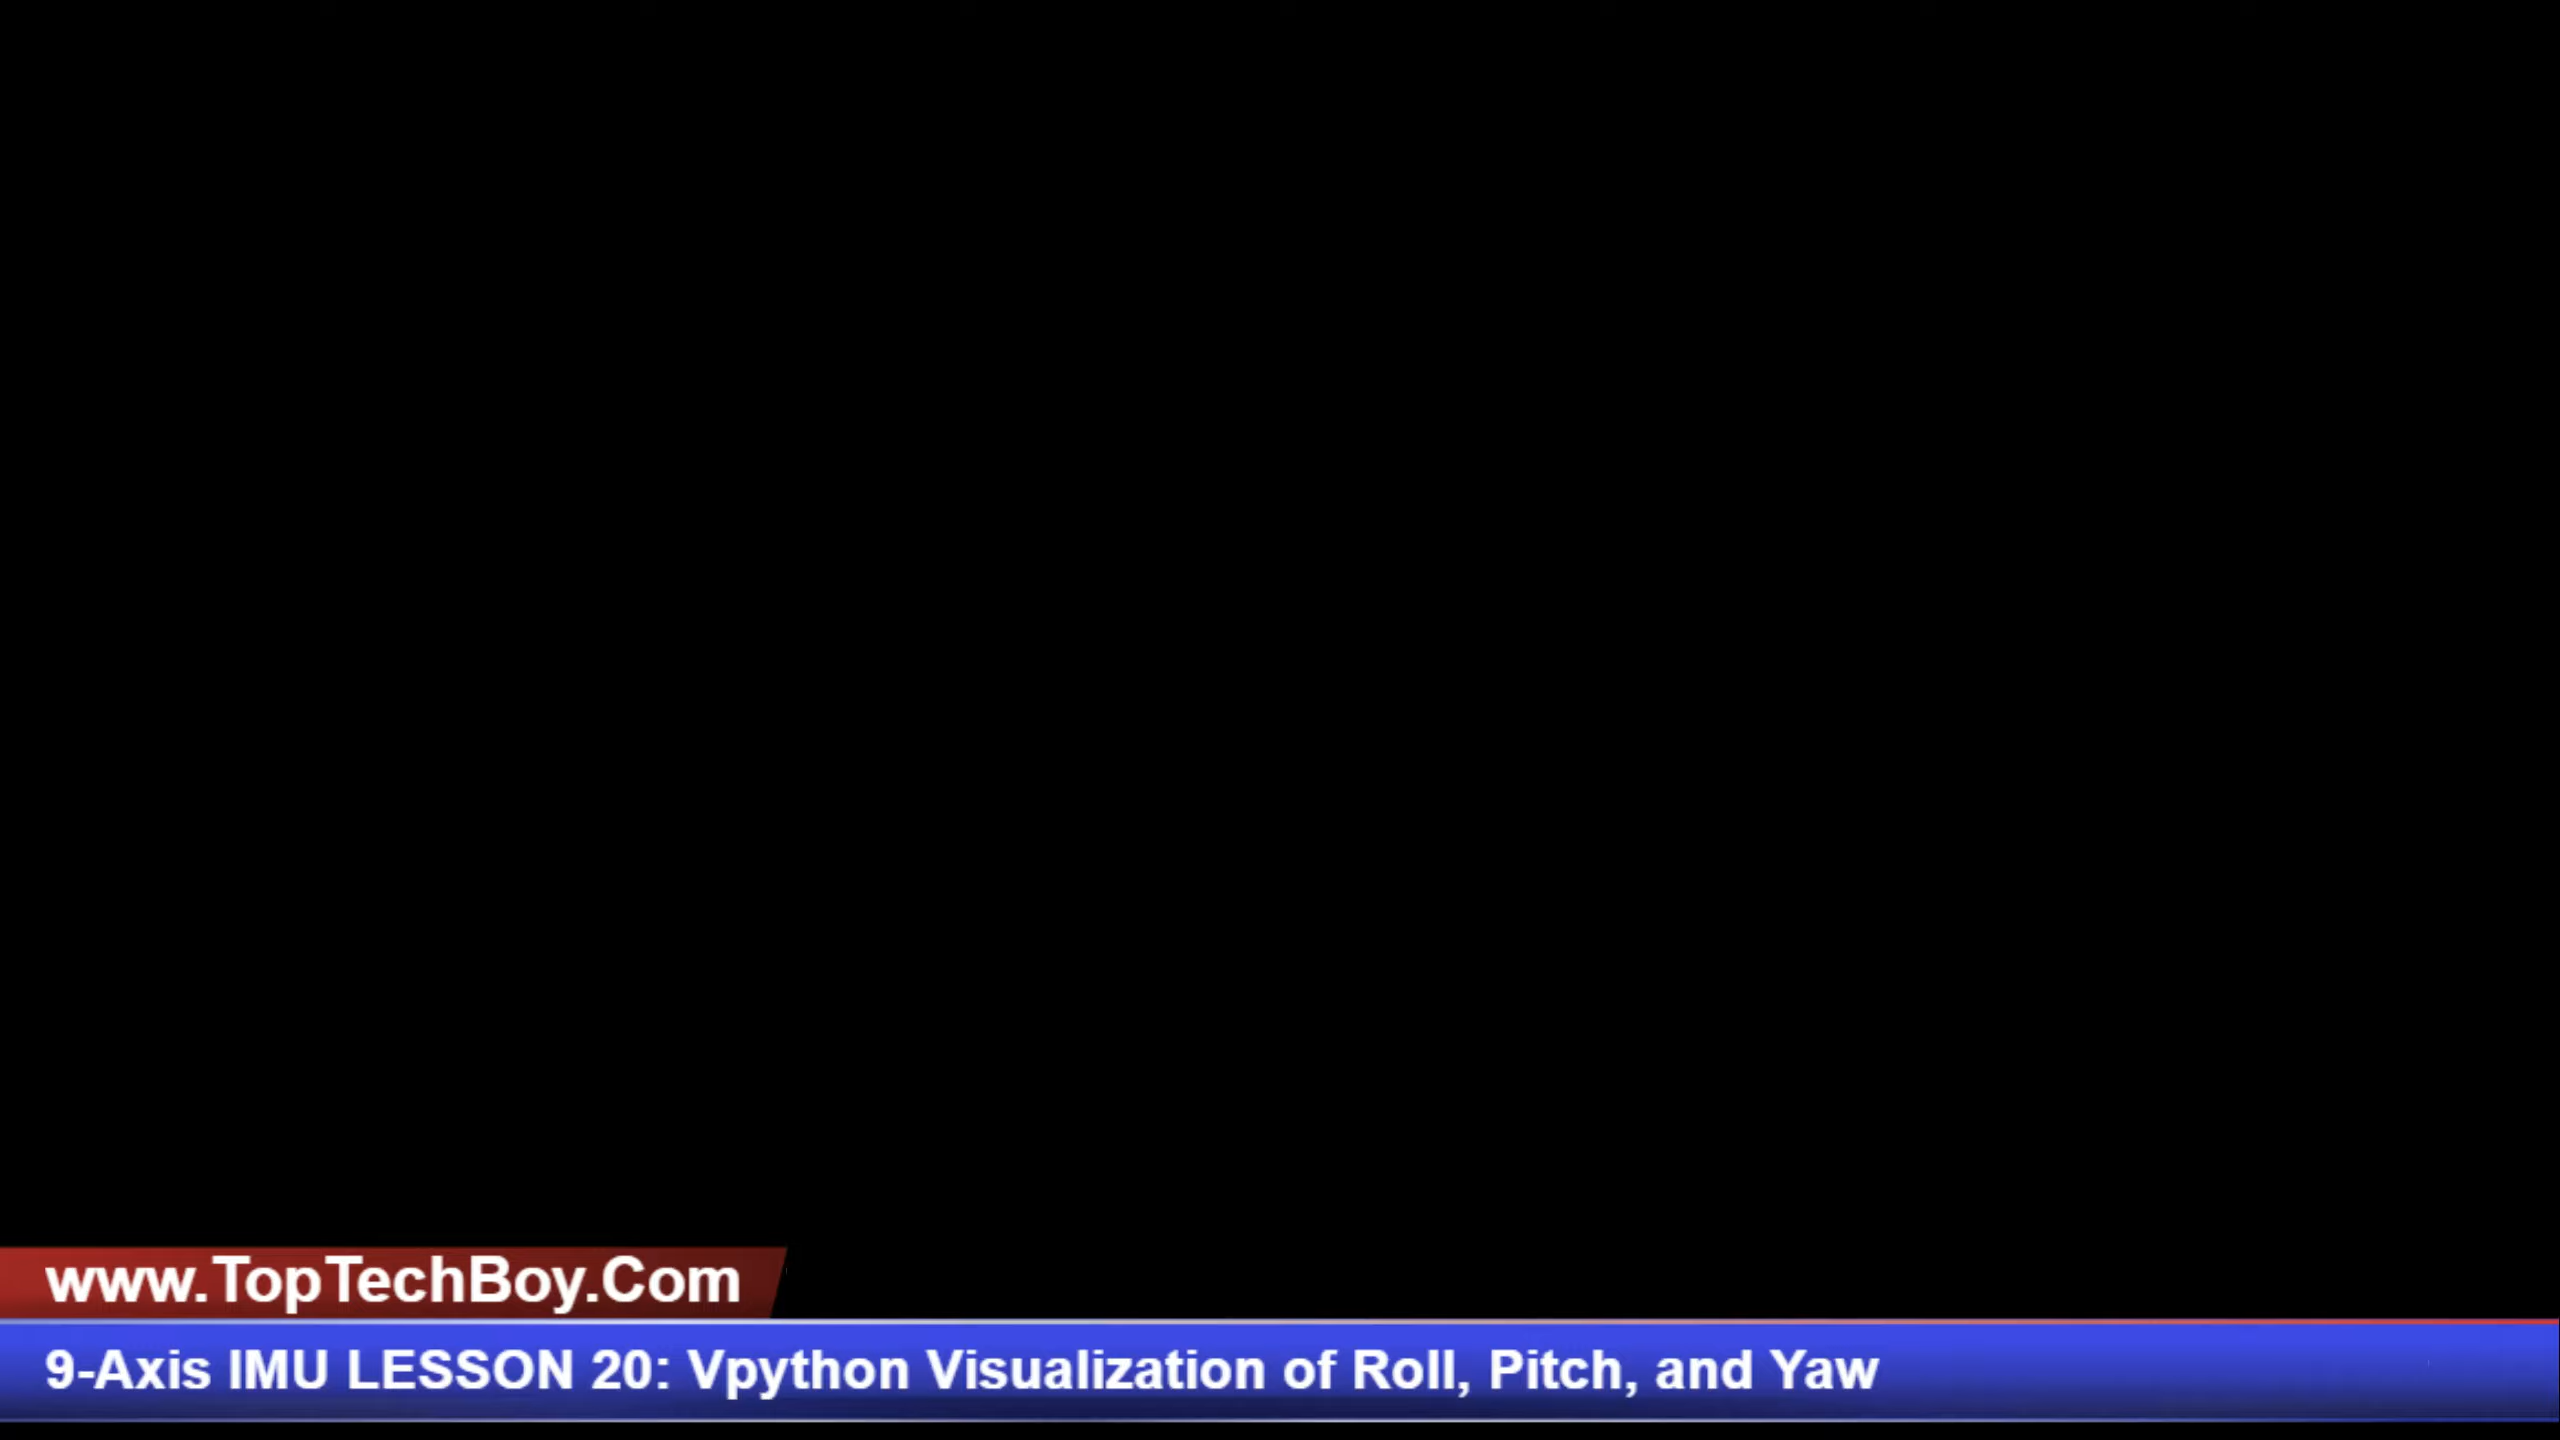 www.TopTechBoy.Com
9-Axis IMU LESSON 20: Vpython Visualization of Roll, Pitch, and Yaw